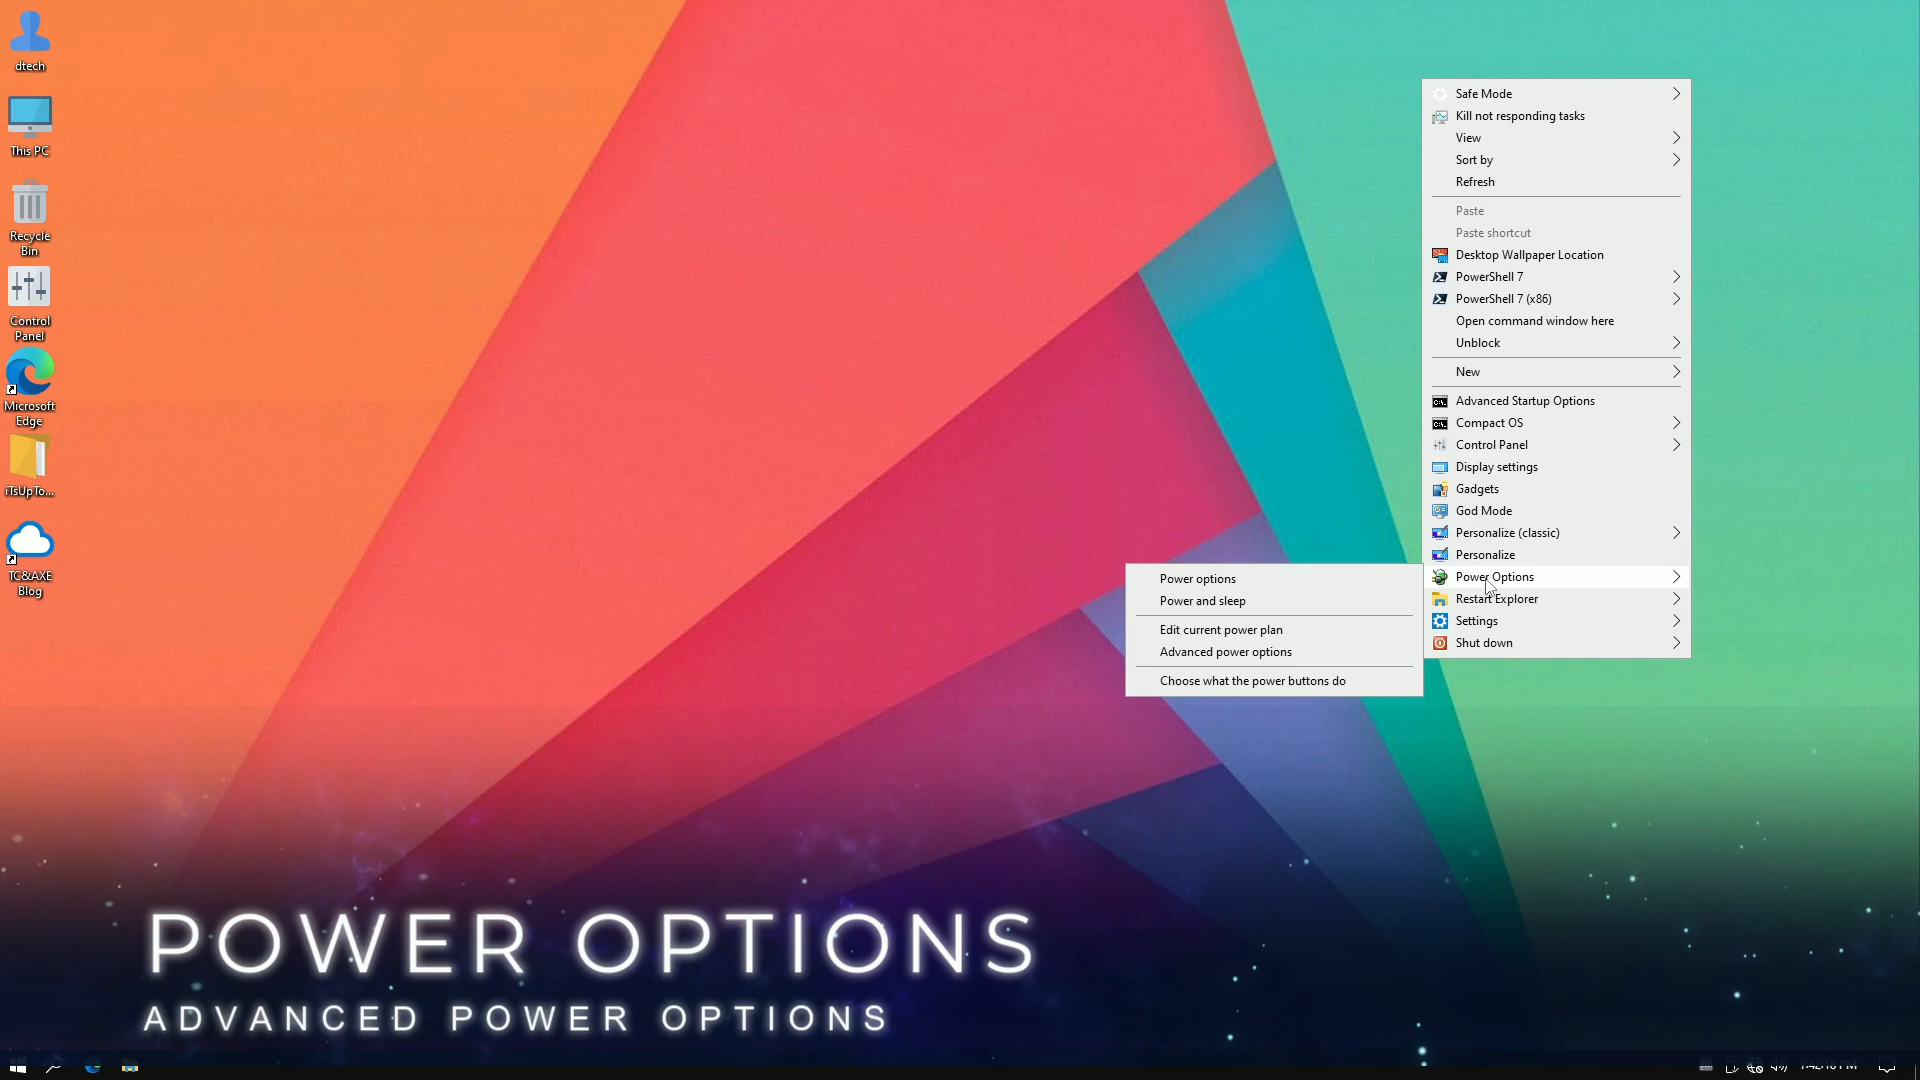 dtech
This PC
Recycle
Bin
Control
Panel
Microsoft
Edge
iTsUpTo...
TC&AXE
Blog
Safe Mode
Kill not responding tasks
View
Sort by
Refresh
Paste
Paste shortcut
Desktop Wallpaper Location
PowerShell 7
PowerShell 7 (x86)
Open command window here
Unblock
New
Advanced Startup Options
Compact OS
Control Panel
Display settings
Gadgets
God Mode
Personalize (classic)
Personalize
Power Options
Restart Explorer
Settings
Shut down
Power options
Power and sleep
Edit current power plan
Advanced power options
Choose what the power buttons do
POWER OPTIONS
ADVANCED POWER OPTIONS